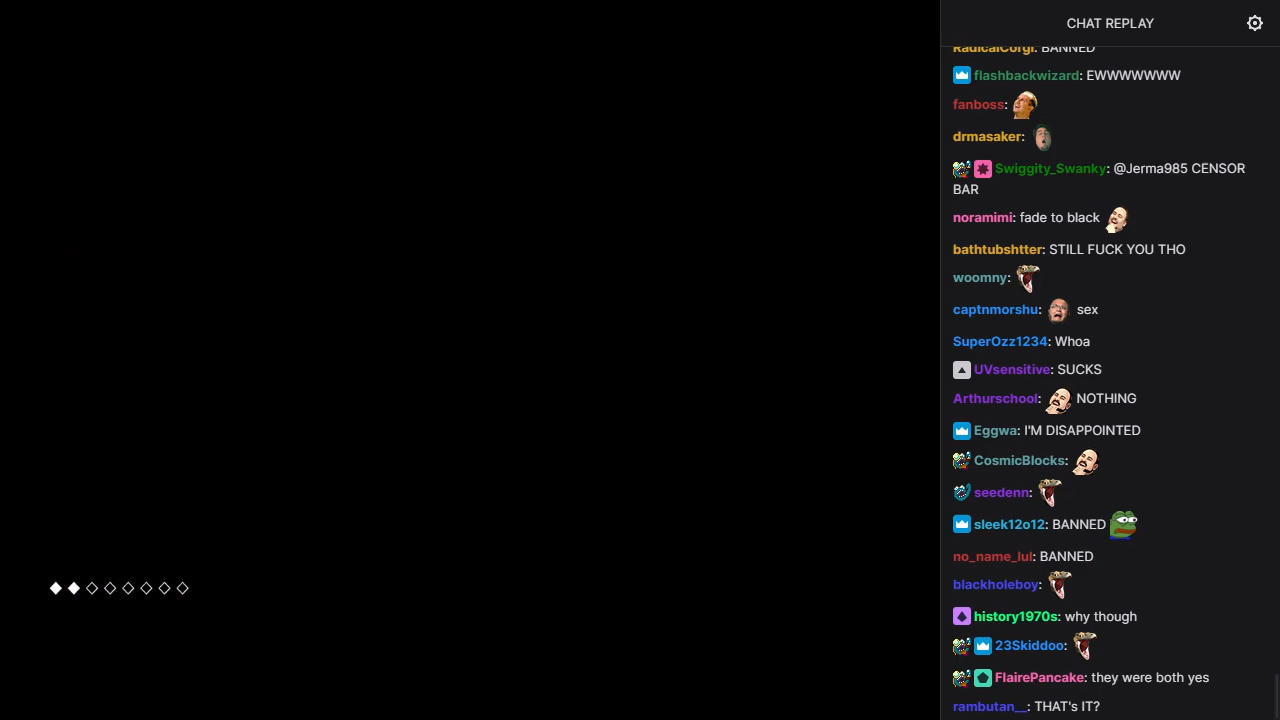 CHAT REPLAY
RadicalCorgi: BANNED
flashbackwizard: EWWWWWWW
fanboss:
drmasaker:
Swiggity_Swanky: @Jerma985 CENSOR
BAR
noramimi: fade to black
bathtubshtter: STILL FUCK YOU THO
woomny:
captnmorshu: sex
SuperOzz1234: Whoa
UVsensitive: SUCKS
Arthurschool: NOTHING
Eggwa: I'M DISAPPOINTED
CosmicBlocks:
seedenn:
sleek12o12: BANNED
no_name_lul: BANNED
blackholeboy:
history1970s: why though
23Skiddoo:
FlairePancake: they were both yes
rambutan__: THAT's IT?